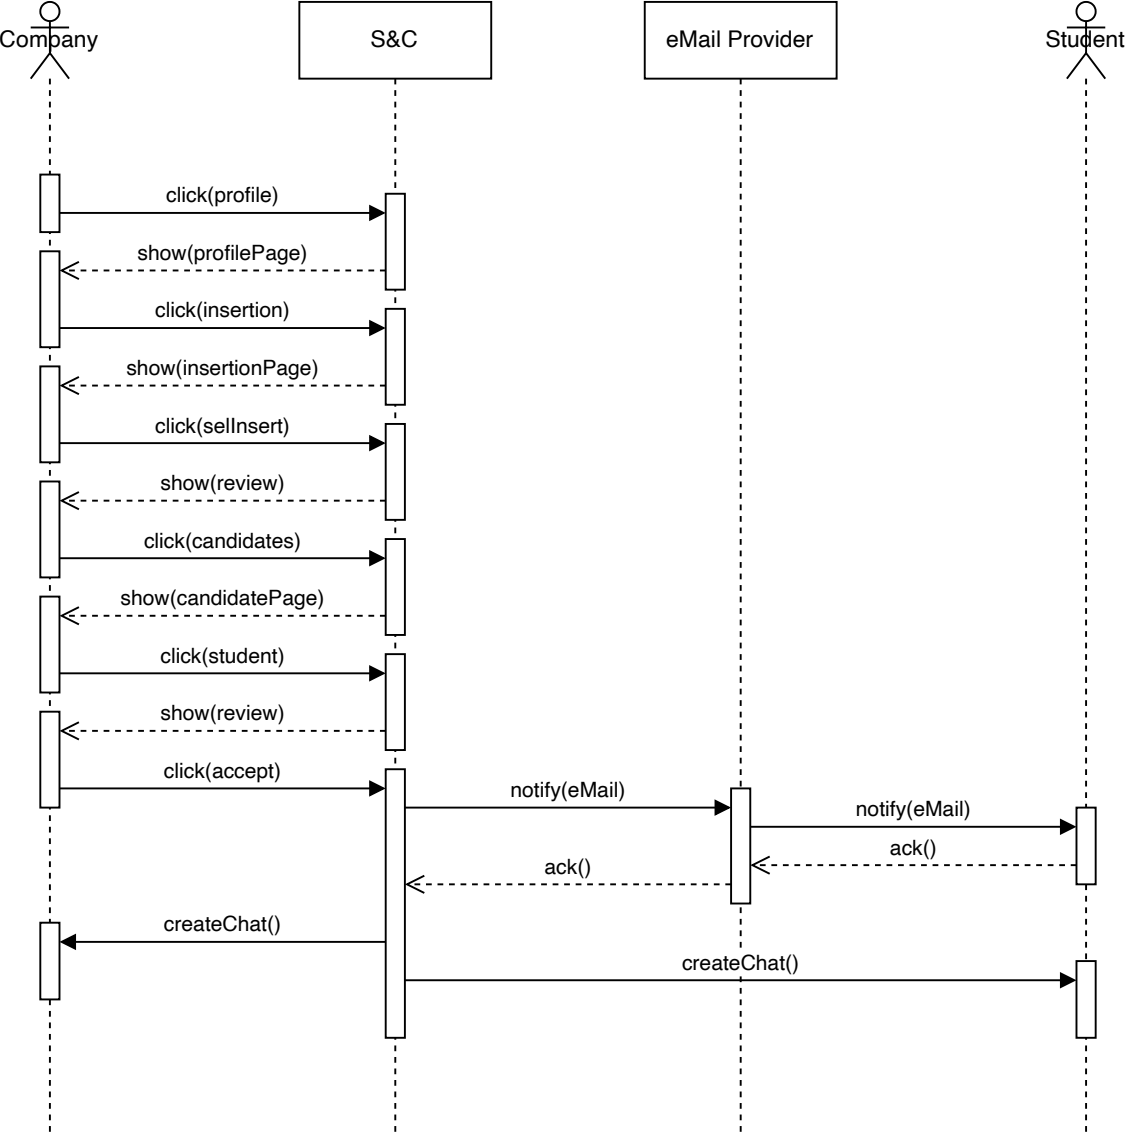 Company
S&C
eMail Provider
Student
click(profile)
show(profilePage)
click(insertion)
show(insertionPage)
click(selInsert)
show(review)
click(candidates)
show(candidatePage)
click(student)
show(review)
click(accept)
notify(eMail)
notify(eMail)
ack()
ack()
createChat()
createChat()